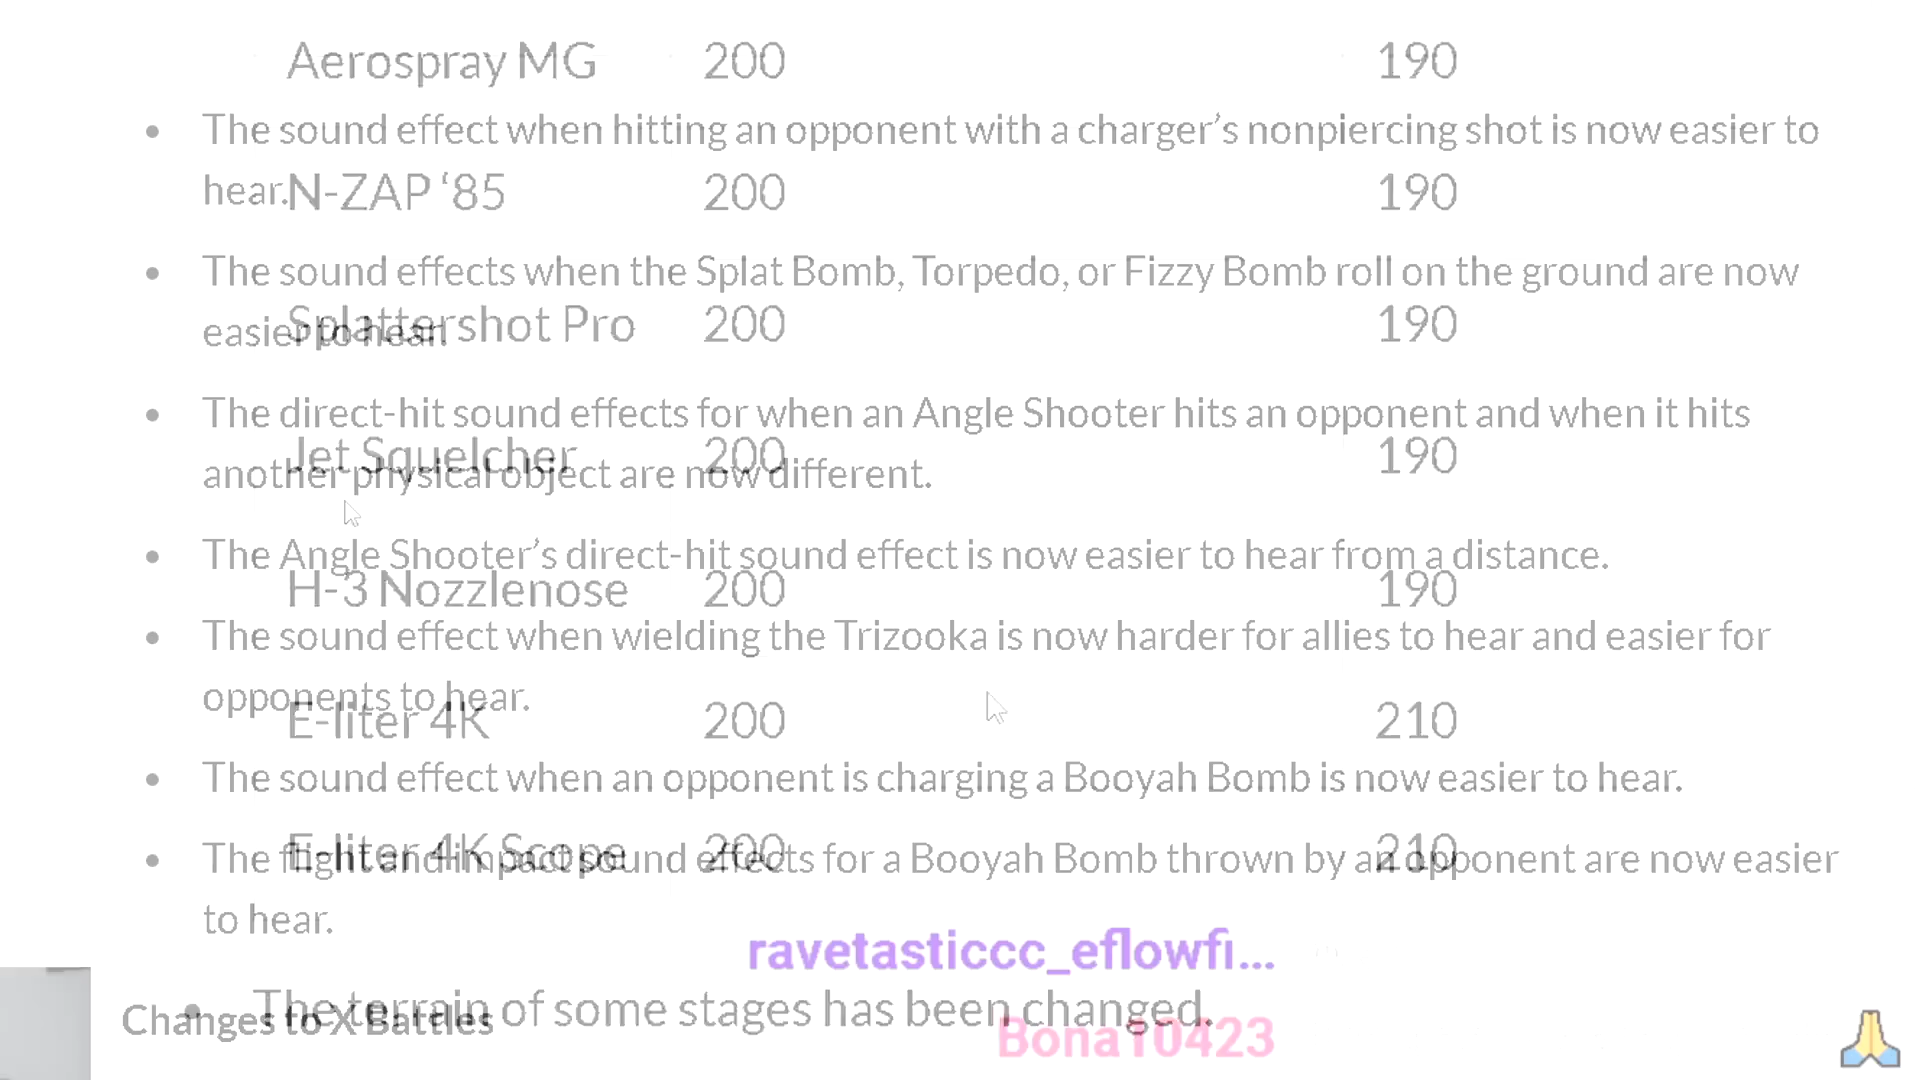 Aerospray MG 200 190
• The sound effect when hitting an opponent with a charger’s nonpiercing shot is now easier to
hear.
N-ZAP ‘85 200 190
• The sound effects when the Splat Bomb, Torpedo, or Fizzy Bomb roll on the ground are now
easier to hear.
Splattershot Pro 200 190
• The direct-hit sound effects for when an Angle Shooter hits an opponent and when it hits
Jet Squelcher 200 190
another physical object are now different.
• The Angle Shooter’s direct-hit sound effect is now easier to hear from a distance.
H-3 Nozzlenose 200 190
• The sound effect when wielding the Trizooka is now harder for allies to hear and easier for
opponents to hear.
E-liter 4K 200 210
• The sound effect when an opponent is charging a Booyah Bomb is now easier to hear.
E-liter 4K Scope 200 210
• The flight and impact sound effects for a Booyah Bomb thrown by an opponent are now easier
to hear.
ravetasticcc_eflowfi...
• The terrain of some stages has been changed.
Changes to X Battles
Bona10423